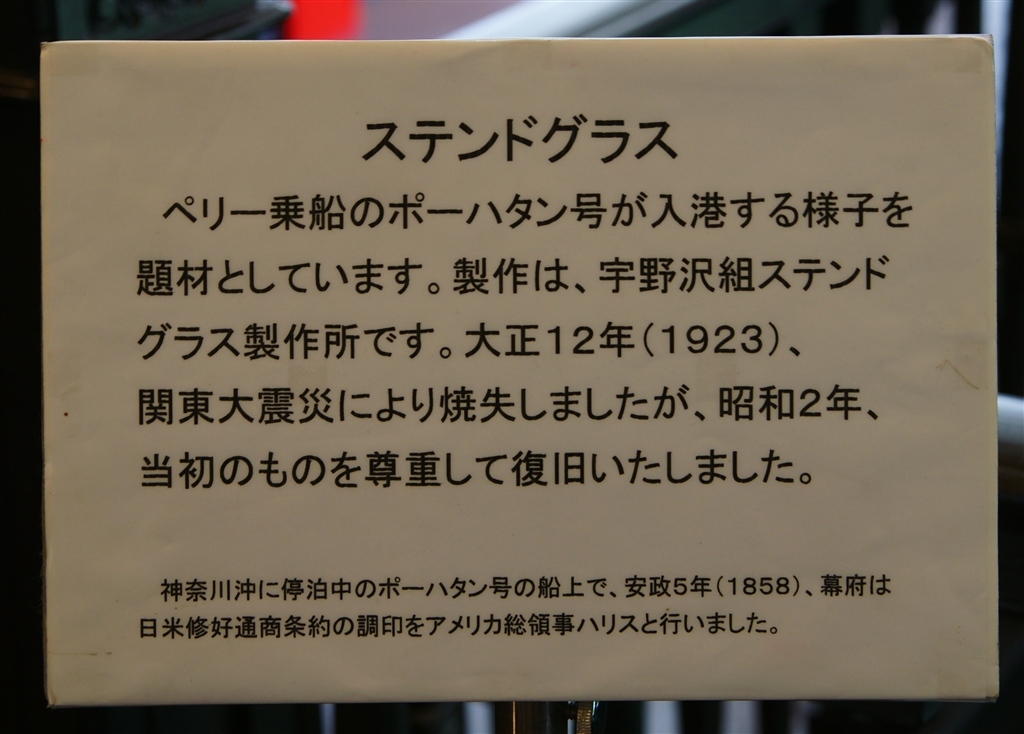 ステンドグラス
ペリー乗船のポーハタン号が入港する様子を
題材としています。製作は、宇野沢組ステンド
グラス製作所です。大正12年（1923）、
関東大震災により焼失しましたが、昭和2年、
当初のものを尊重して復旧いたしました。
神奈川沖に停泊中のポーハタン号の船上で、安政5年（1858）、幕府は
日米修好通商条約の調印をアメリカ総領事ハリスと行いました。